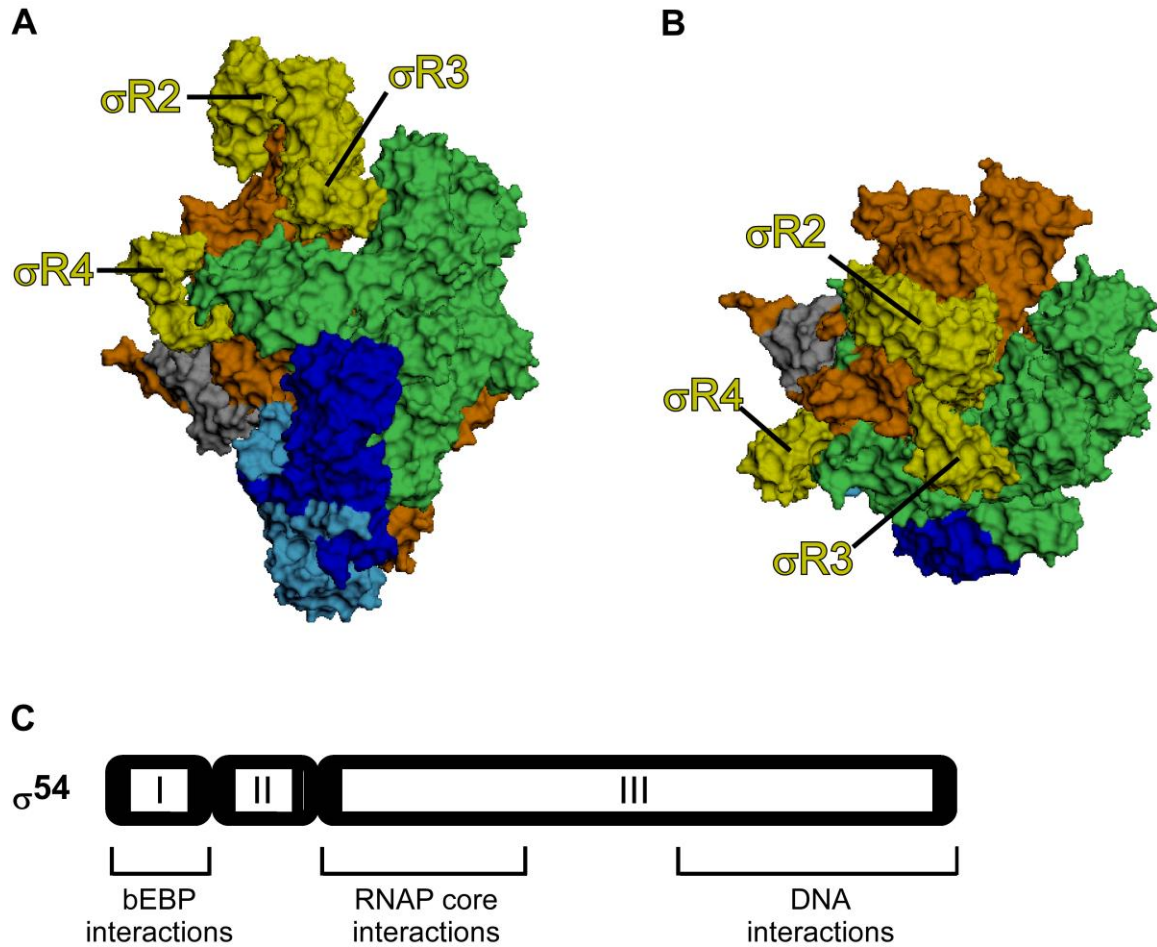 A
B
σR2
σR3
σR4
σR2
σR4
σR3
C
σ54
I
II
III
bEBP
interactions
RNAP core
interactions
DNA
interactions